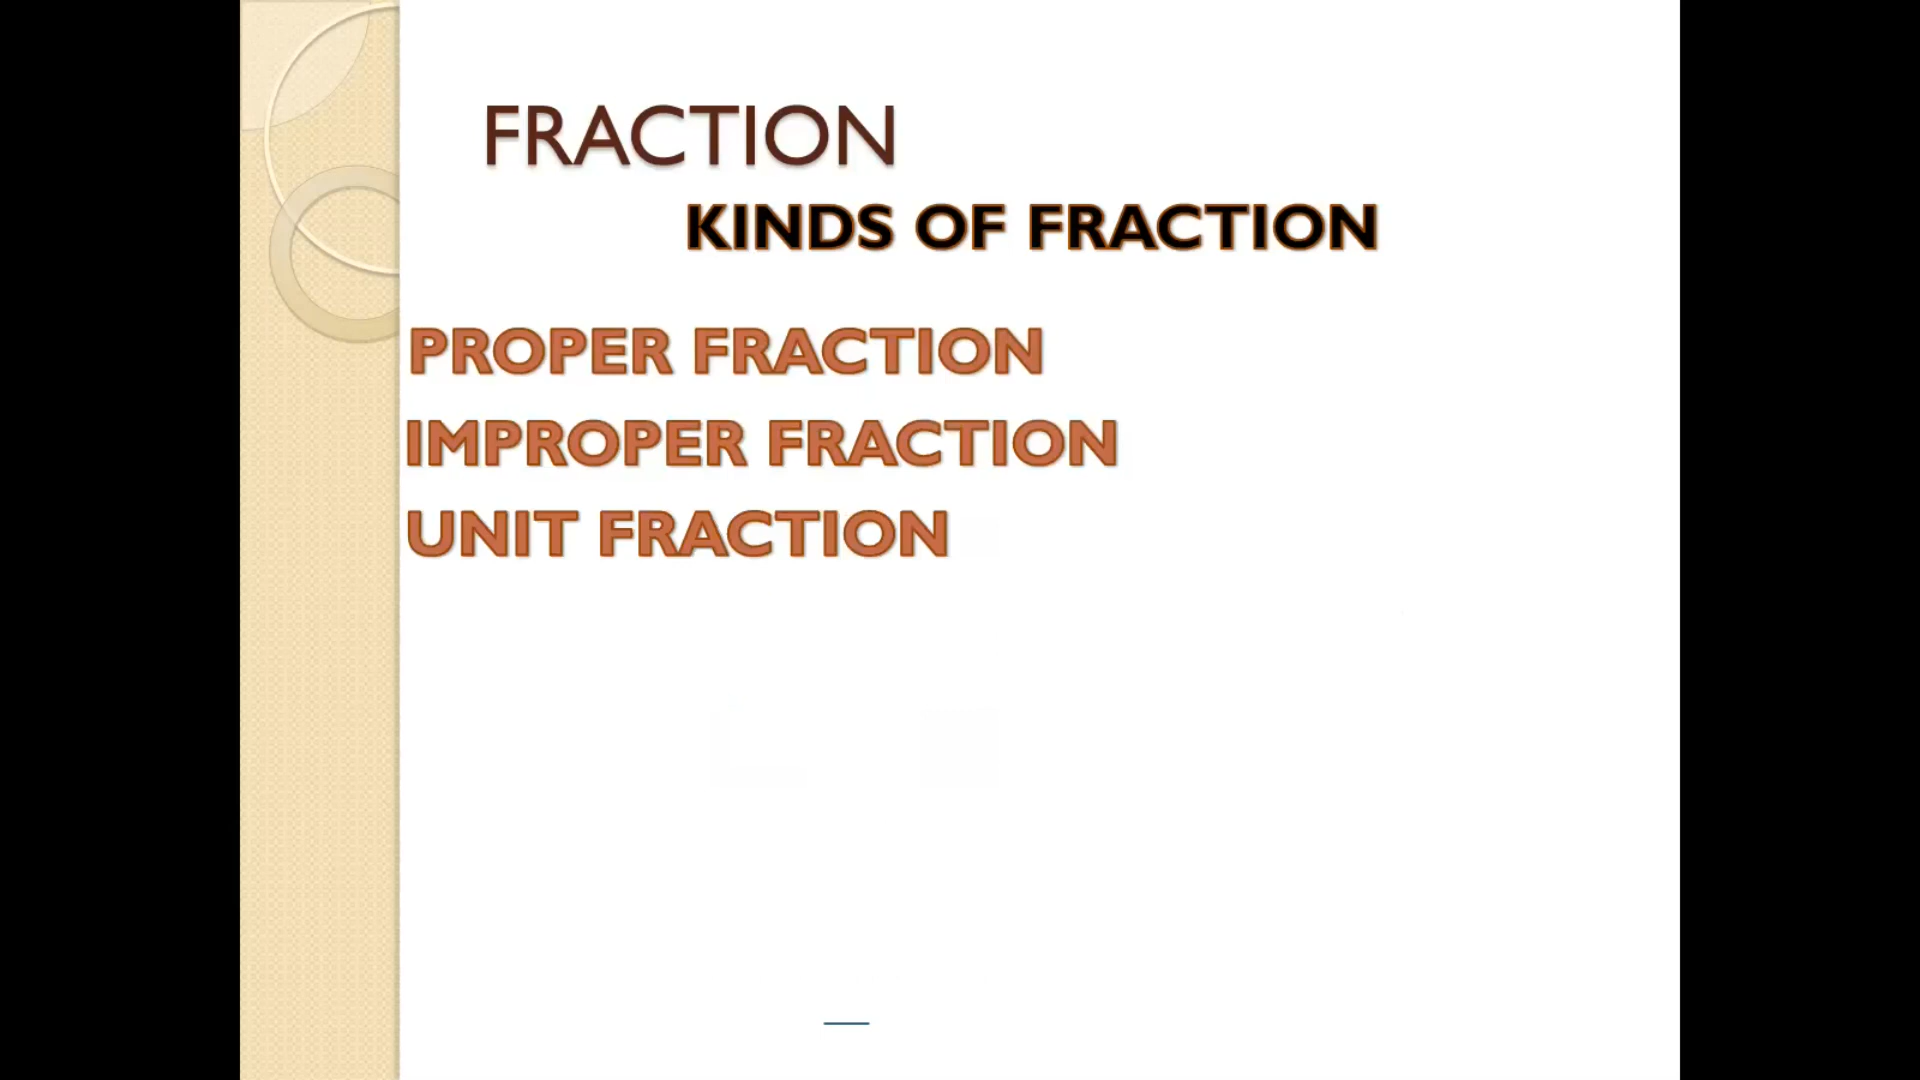 FRACTION
KINDS OF FRACTION
PROPER FRACTION
IMPROPER FRACTION
UNIT FRACTION